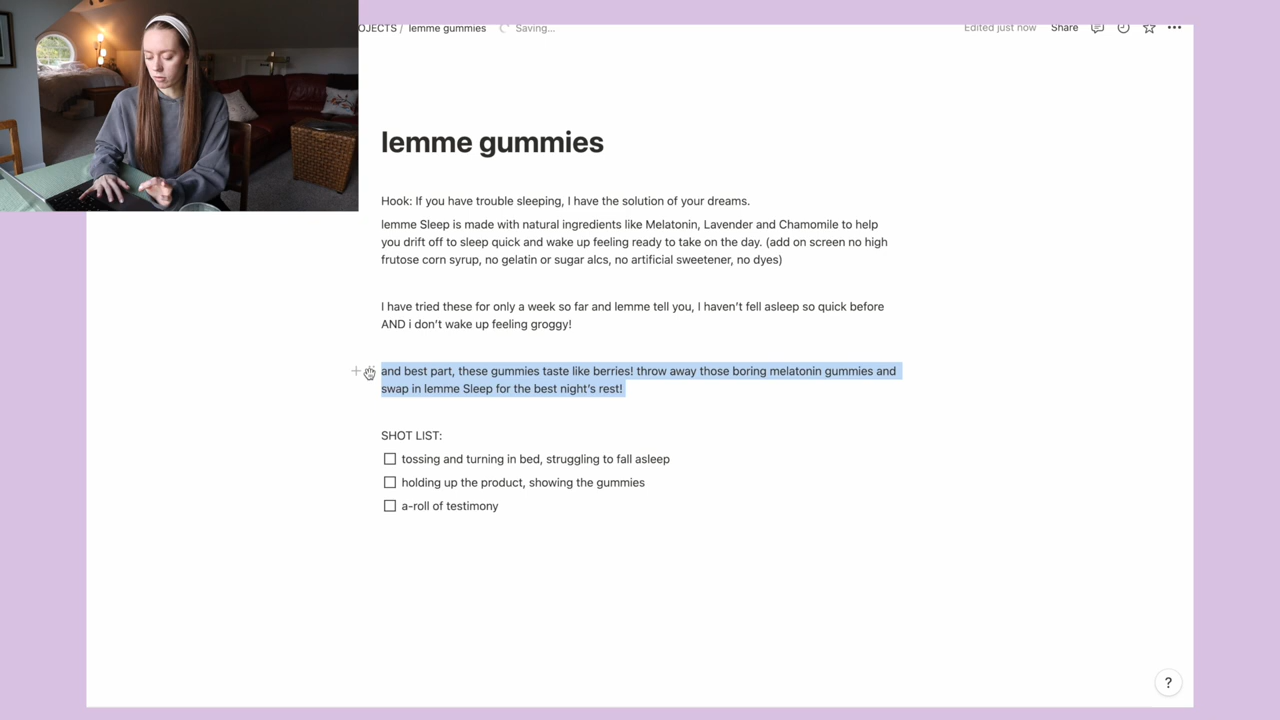 OJECTS / lemme gummies Saving... Edited just now Share
lemme gummies
Hook: If you have trouble sleeping, I have the solution of your dreams.
lemme Sleep is made with natural ingredients like Melatonin, Lavender and Chamomile to help
you drift off to sleep quick and wake up feeling ready to take on the day. (add on screen no high
frutose corn syrup, no gelatin or sugar alcs, no artificial sweetener, no dyes)
I have tried these for only a week so far and lemme tell you, I haven’t fell asleep so quick before
AND i don’t wake up feeling groggy!
and best part, these gummies taste like berries! throw away those boring melatonin gummies and
swap in lemme Sleep for the best night’s rest!
SHOT LIST:
tossing and turning in bed, struggling to fall asleep
holding up the product, showing the gummies
a-roll of testimony
?